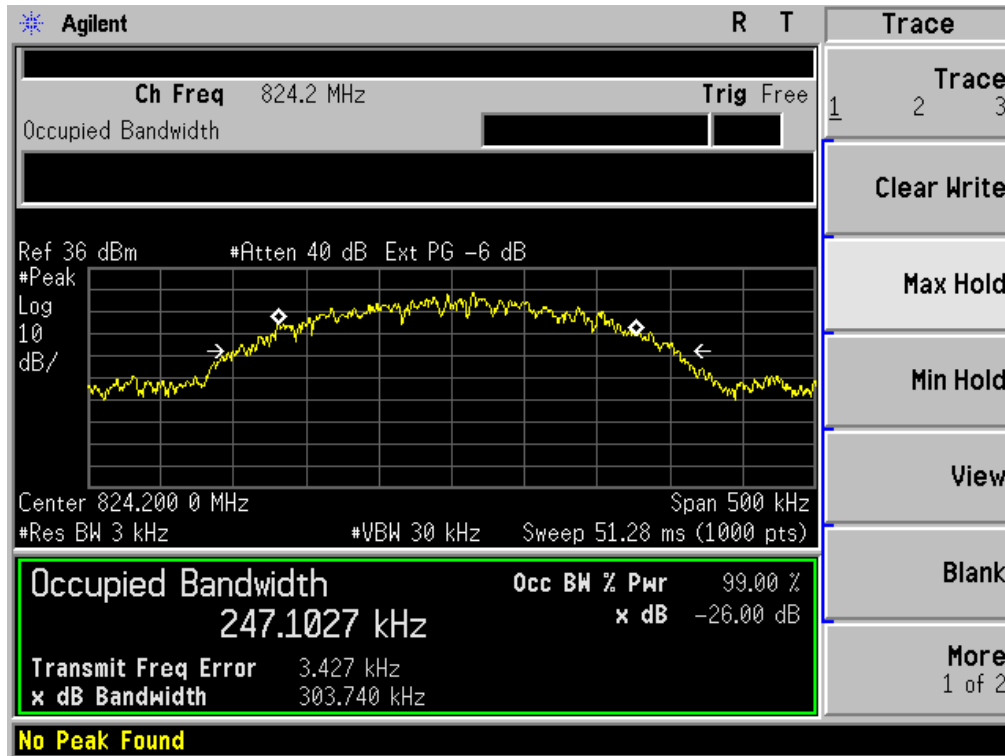 Agilent R T Trace
Ch Freq 824.2 MHz Trig Free
Occupied Bandwidth
Trace
1 2 3
Clear Write
Max Hold
Min Hold
View
Blank
More
1 of 2
Ref 36 dBm #Atten 40 dB Ext PG -6 dB
#Peak
Log
10
dB/
Center 824.200 0 MHz Span 500 kHz
#Res BW 3 kHz #VBW 30 kHz Sweep 51.28 ms (1000 pts)
Occupied Bandwidth
247.1027 kHz
Occ BW % Pwr 99.00 %
x dB -26.00 dB
Transmit Freq Error 3.427 kHz
x dB Bandwidth 303.740 kHz
No Peak Found